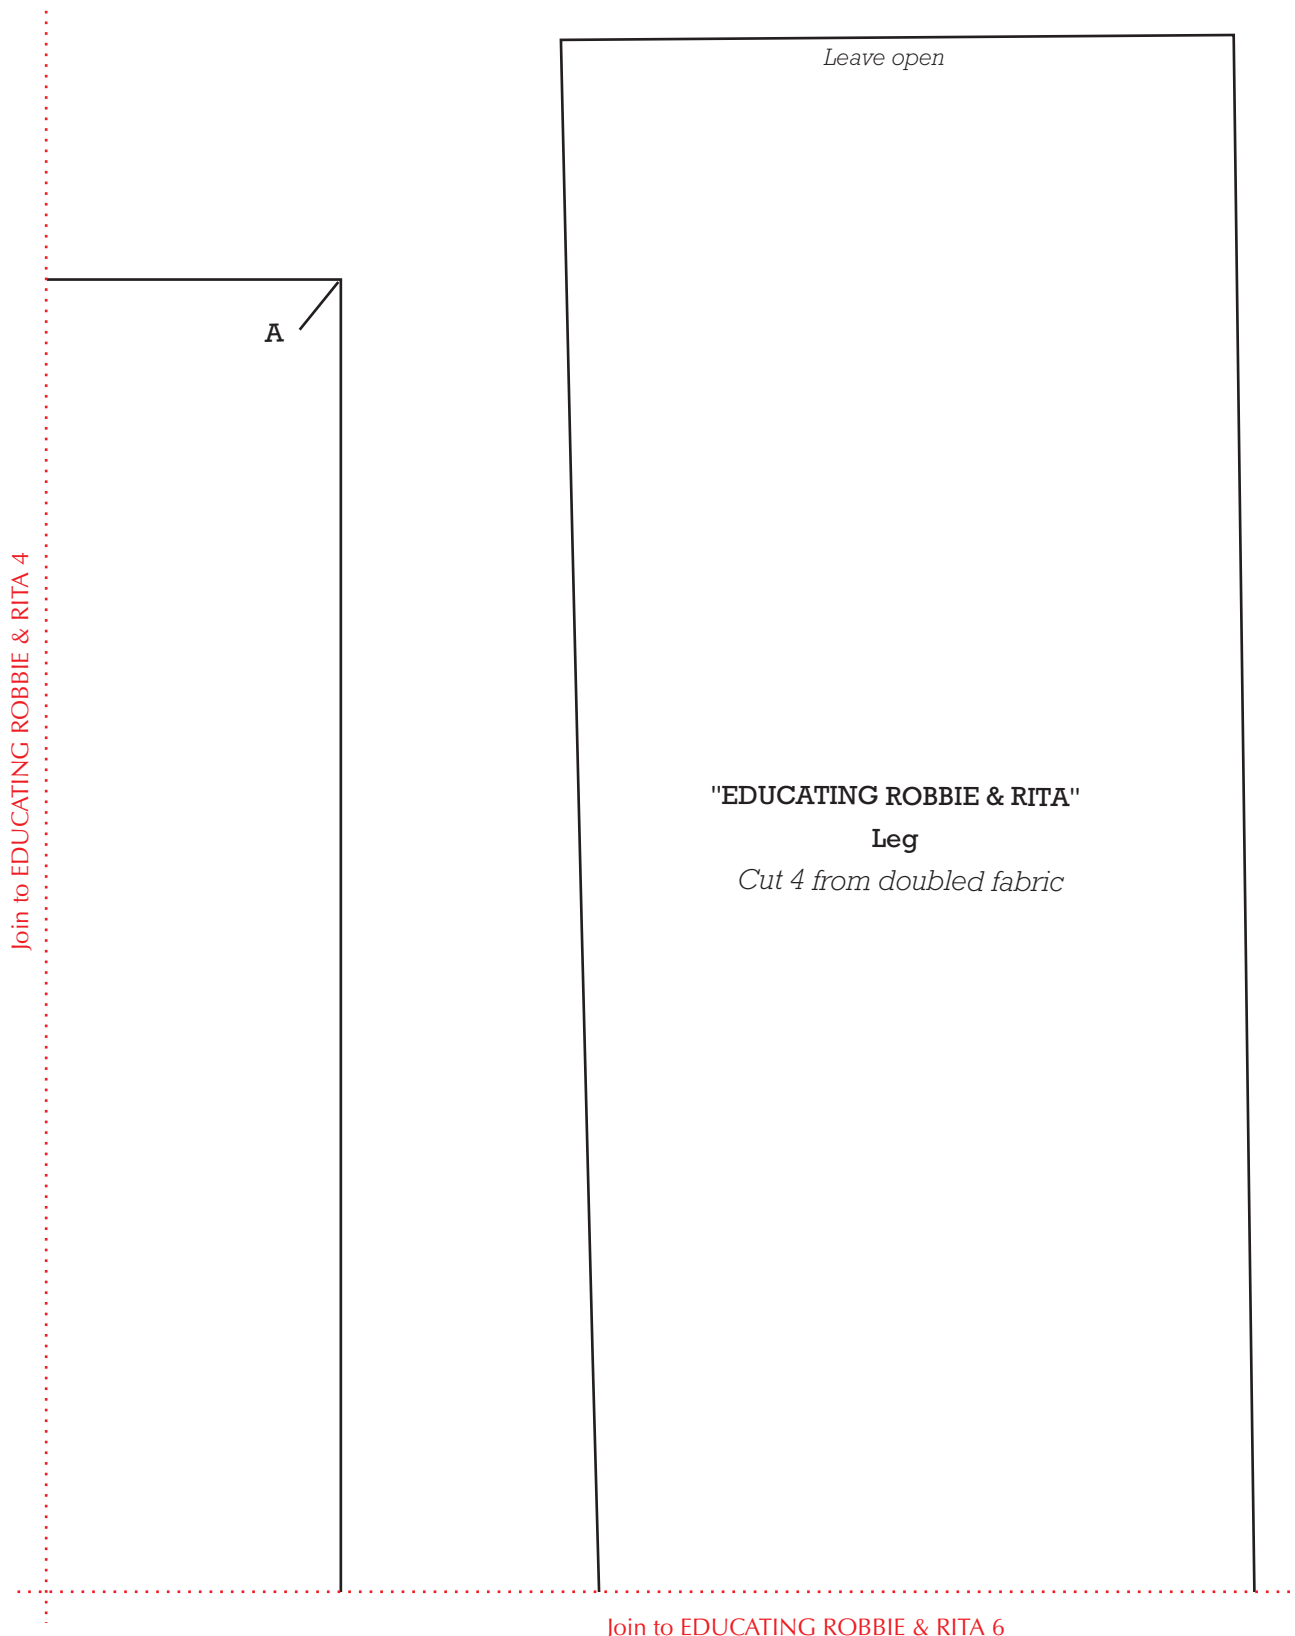 Leave open
A
Join to EDUCATING ROBBIE & RITA 4
"EDUCATING ROBBIE & RITA"
Leg
Cut 4 from doubled fabric
Join to EDUCATING ROBBIE & RITA 6